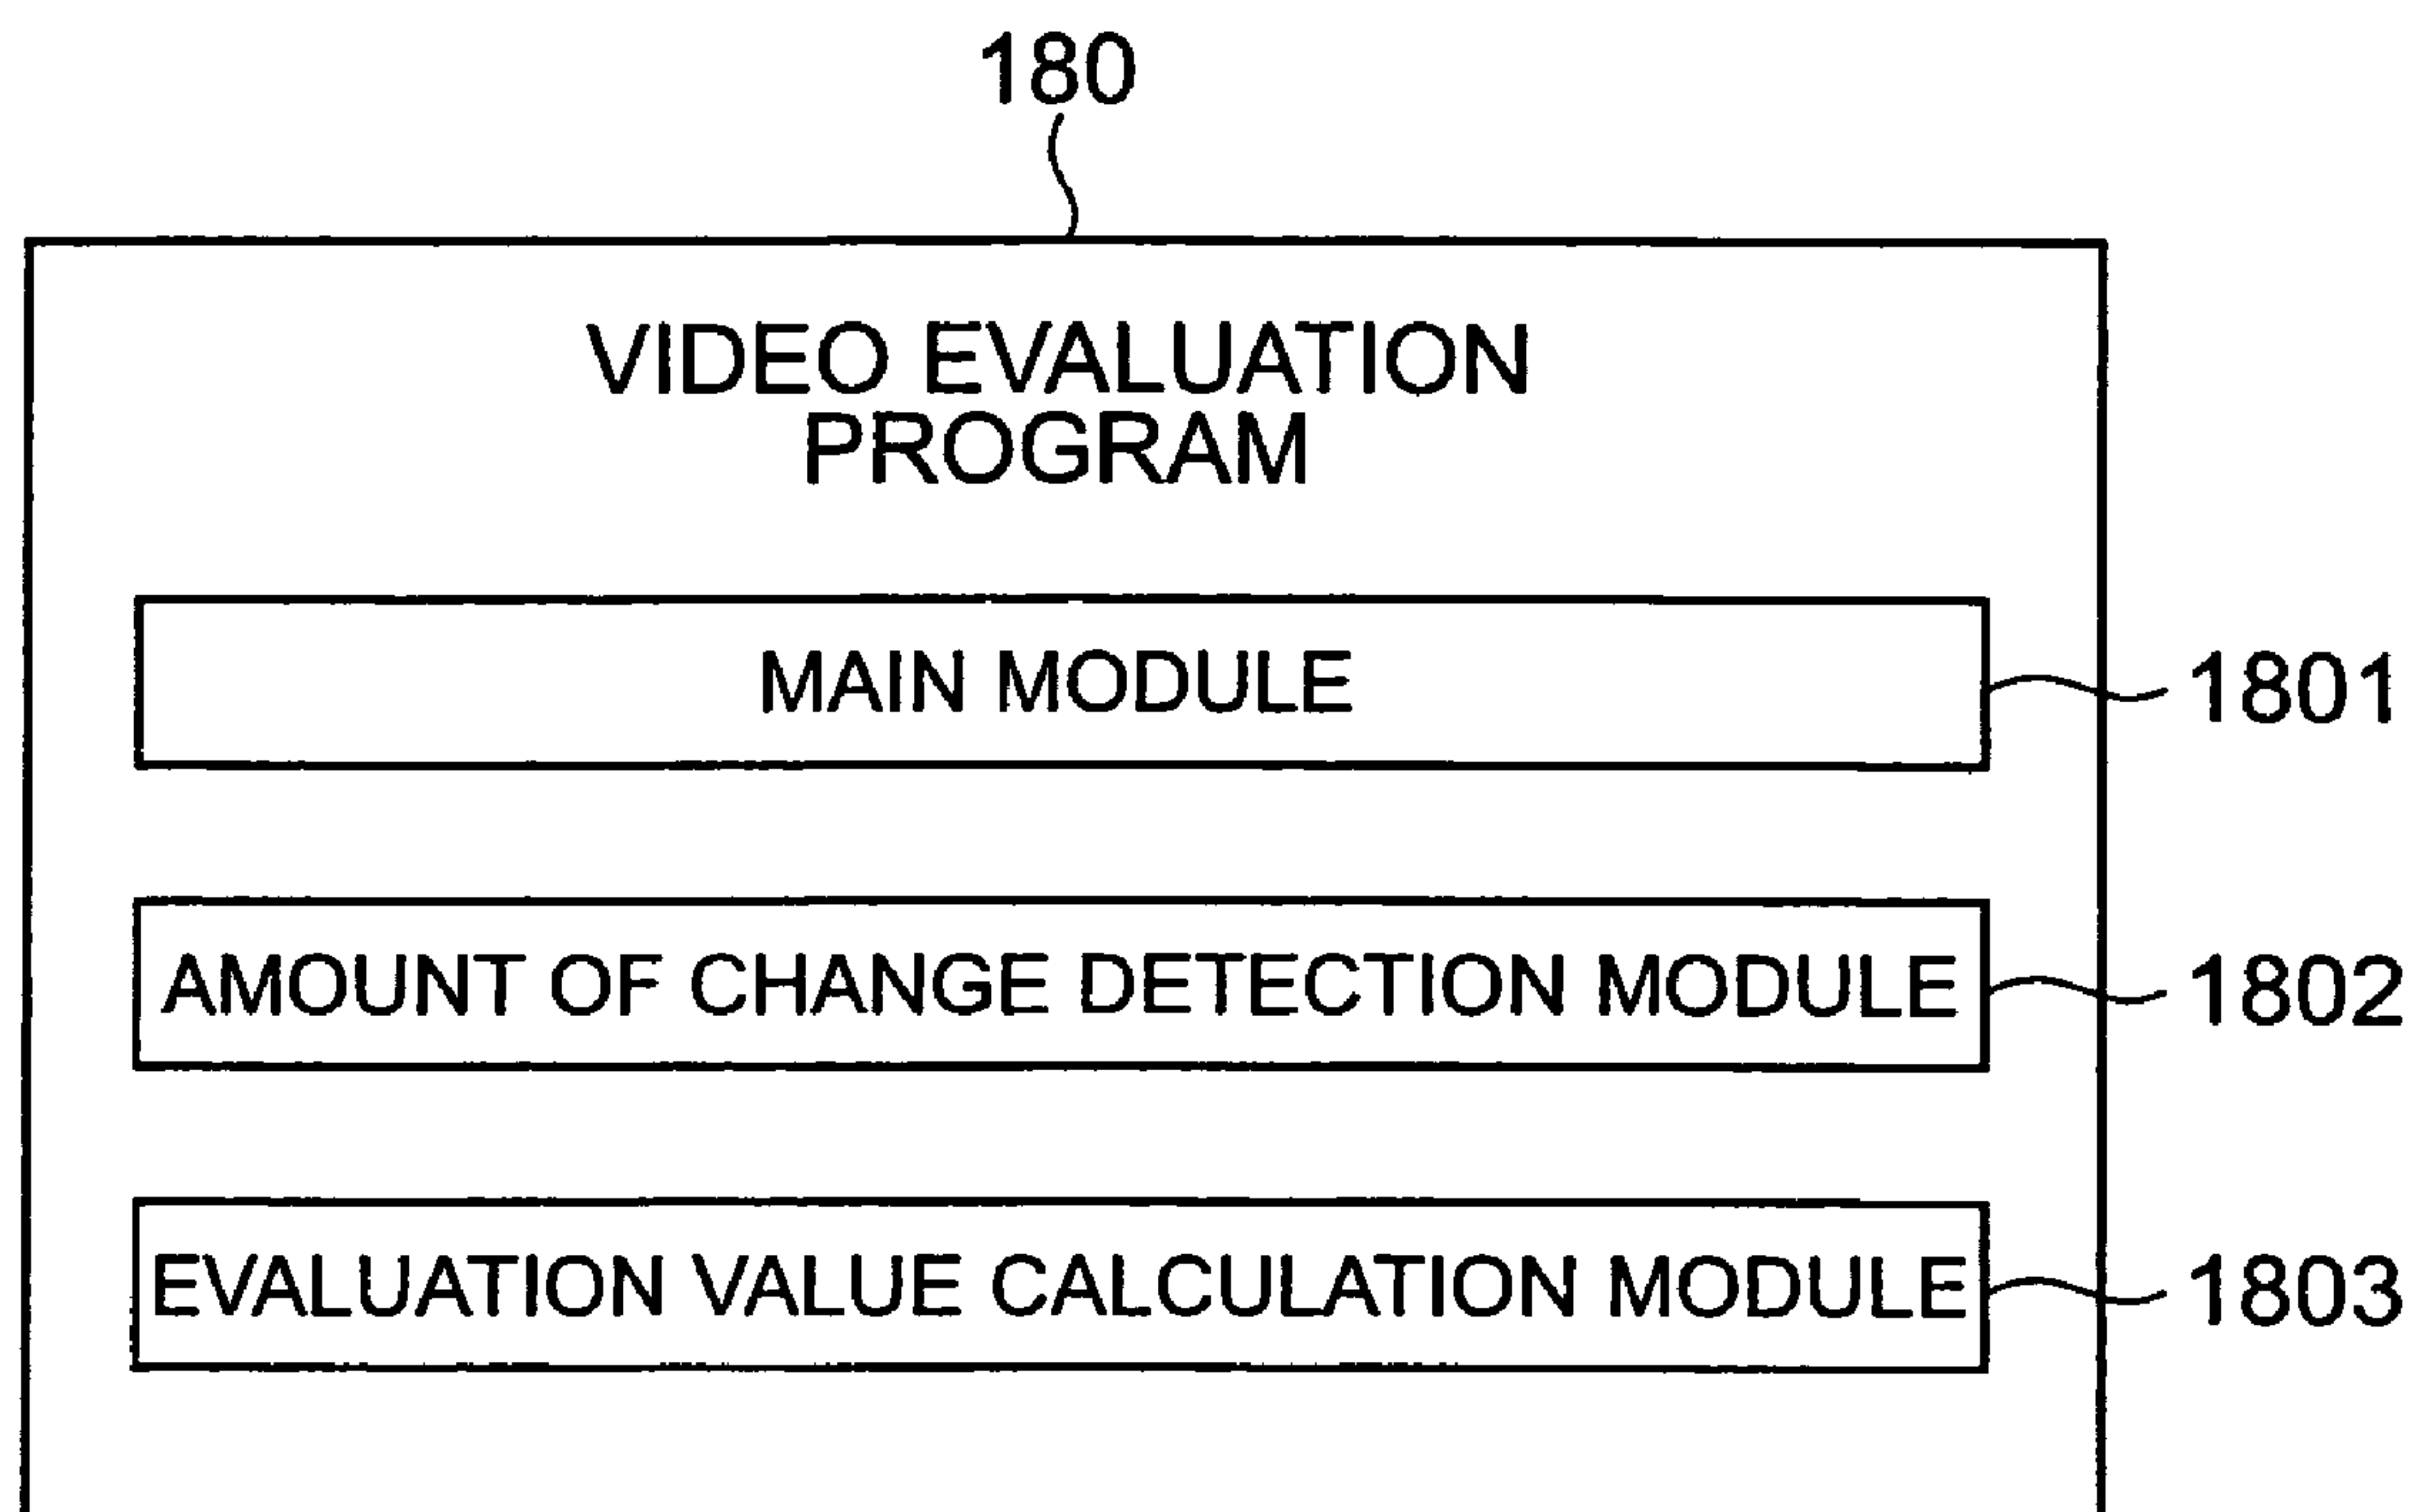 180
VIDEO EVALUATION
PROGRAM
MAIN MODULE
1801
AMOUNT OF CHANGE DETECTION MODULE
1802
EVALUATION VALUE CALCULATION MODULE
1803